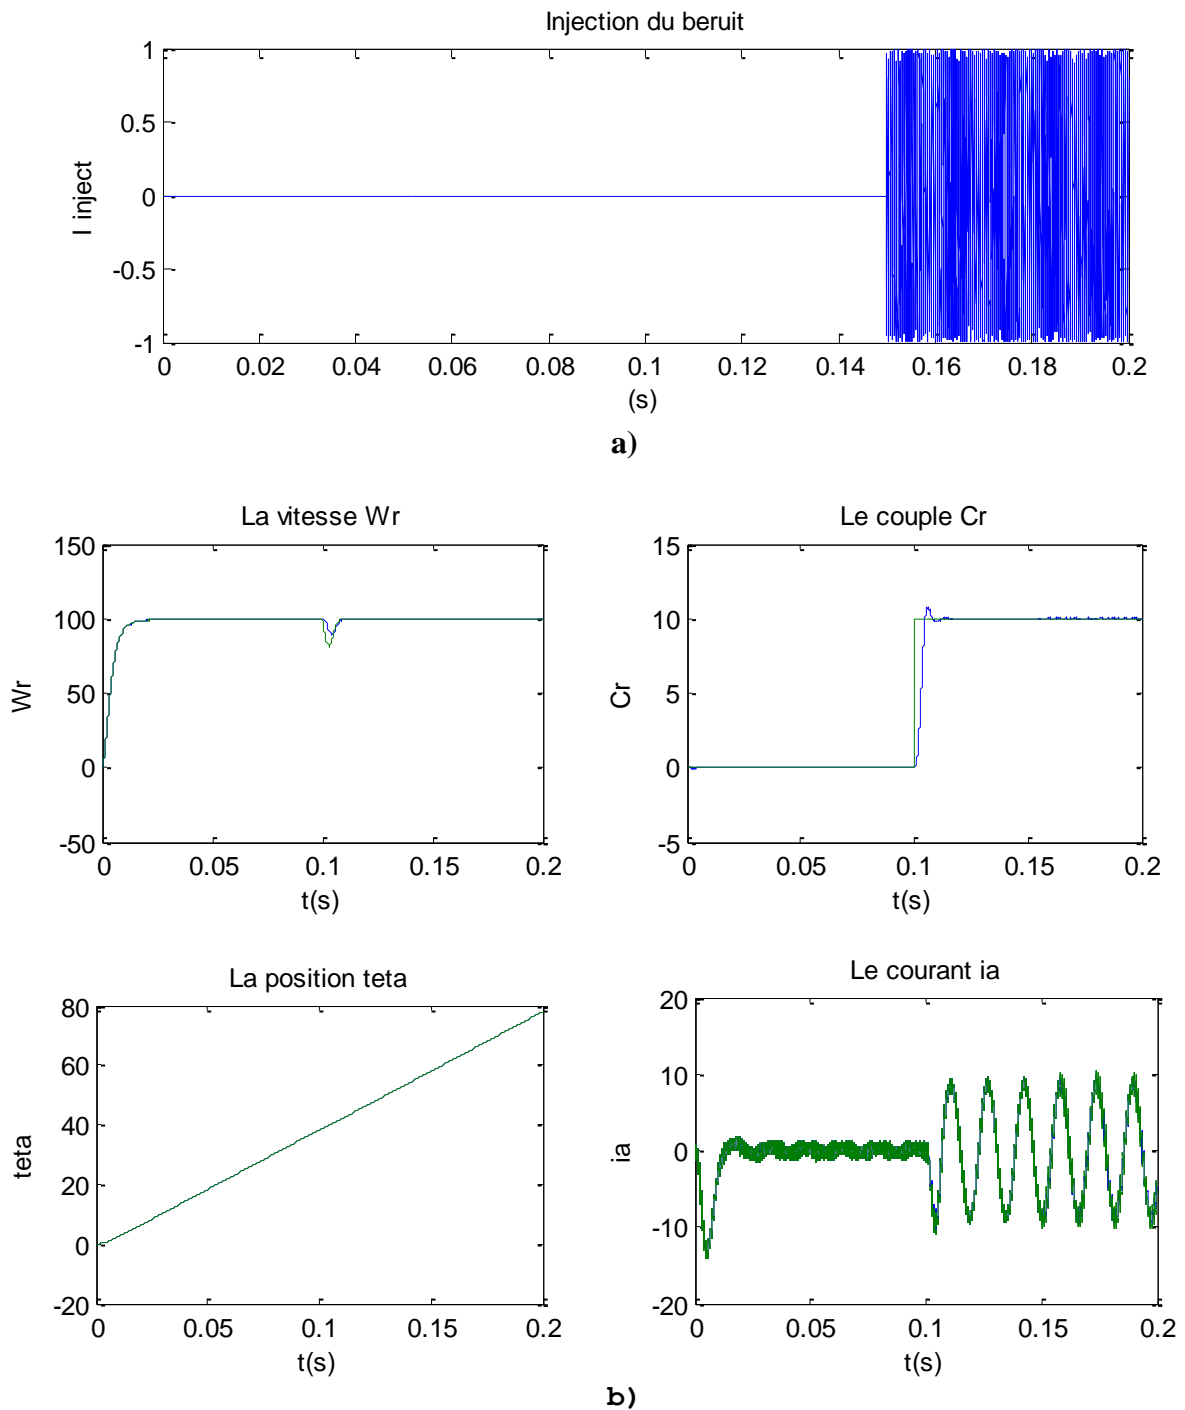 Injection du beruit
1
0.5
0
-0.5
-1
I inject
0 0.02 0.04 0.06 0.08 0.1 0.12 0.14 0.16 0.18 0.2
(s)
a)
La vitesse Wr
150
100
50
0
-50
Wr
0 0.05 0.1 0.15 0.2
t(s)
Le couple Cr
15
10
5
0
-5
Cr
0 0.05 0.1 0.15 0.2
t(s)
La position teta
80
60
40
20
0
-20
teta
0 0.05 0.1 0.15 0.2
t(s)
Le courant ia
20
10
0
-10
-20
ia
0 0.05 0.1 0.15 0.2
t(s)
b)